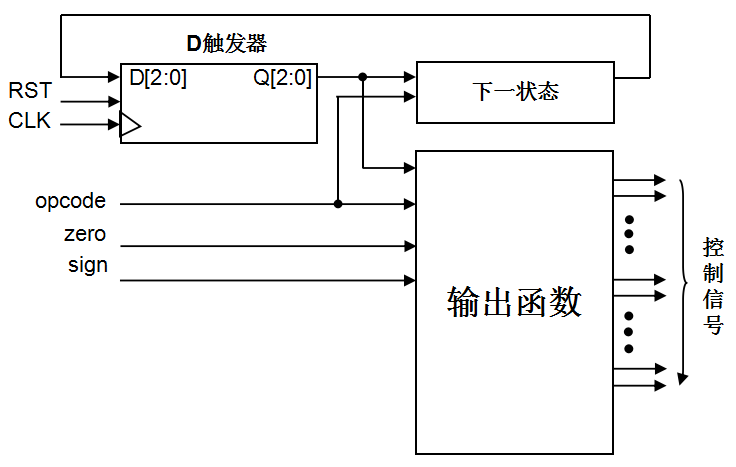 D触发器
D[2:0] Q[2:0]
RST
CLK
下一状态
opcode
zero
sign
输出函数
控制信号